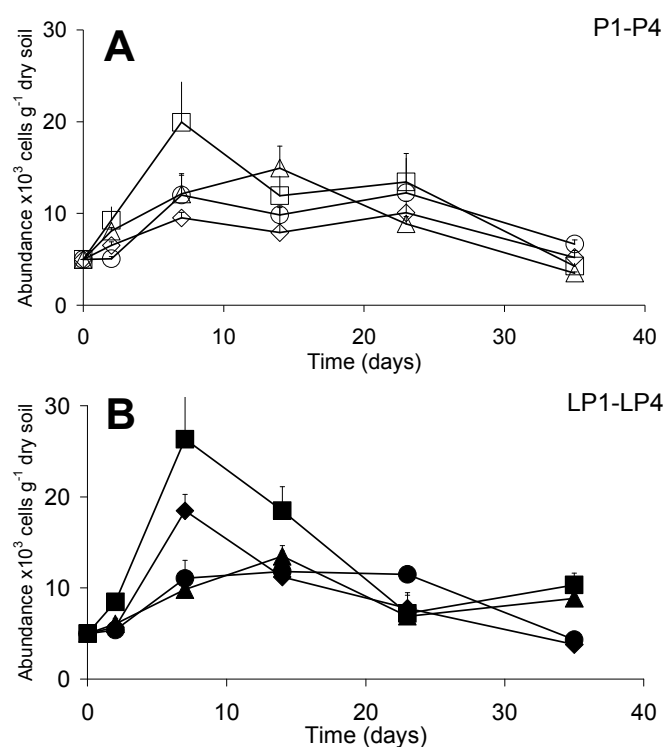 A
P1-P4
Abundance x10³ cells g⁻¹ dry soil
30
20
10
0
0 10 20 30 40
Time (days)
B
LP1-LP4
Abundance x10³ cells g⁻¹ dry soil
30
20
10
0
0 10 20 30 40
Time (days)